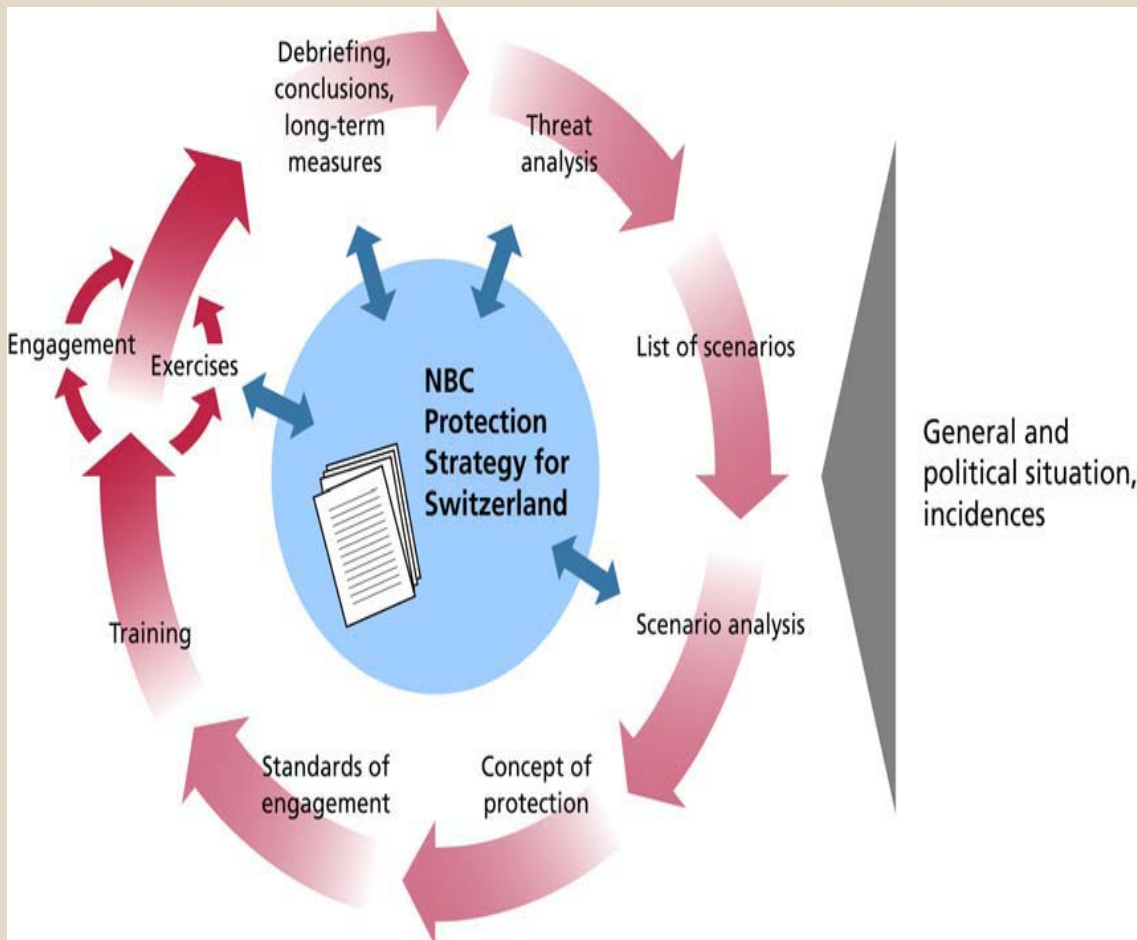 Debriefing,
conclusions,
long-term
measures
Threat
analysis
List of scenarios
Scenario analysis
Concept of
protection
Standards of
engagement
Training
Engagement
Exercises
NBC
Protection
Strategy for
Switzerland
General and
political situation,
incidences